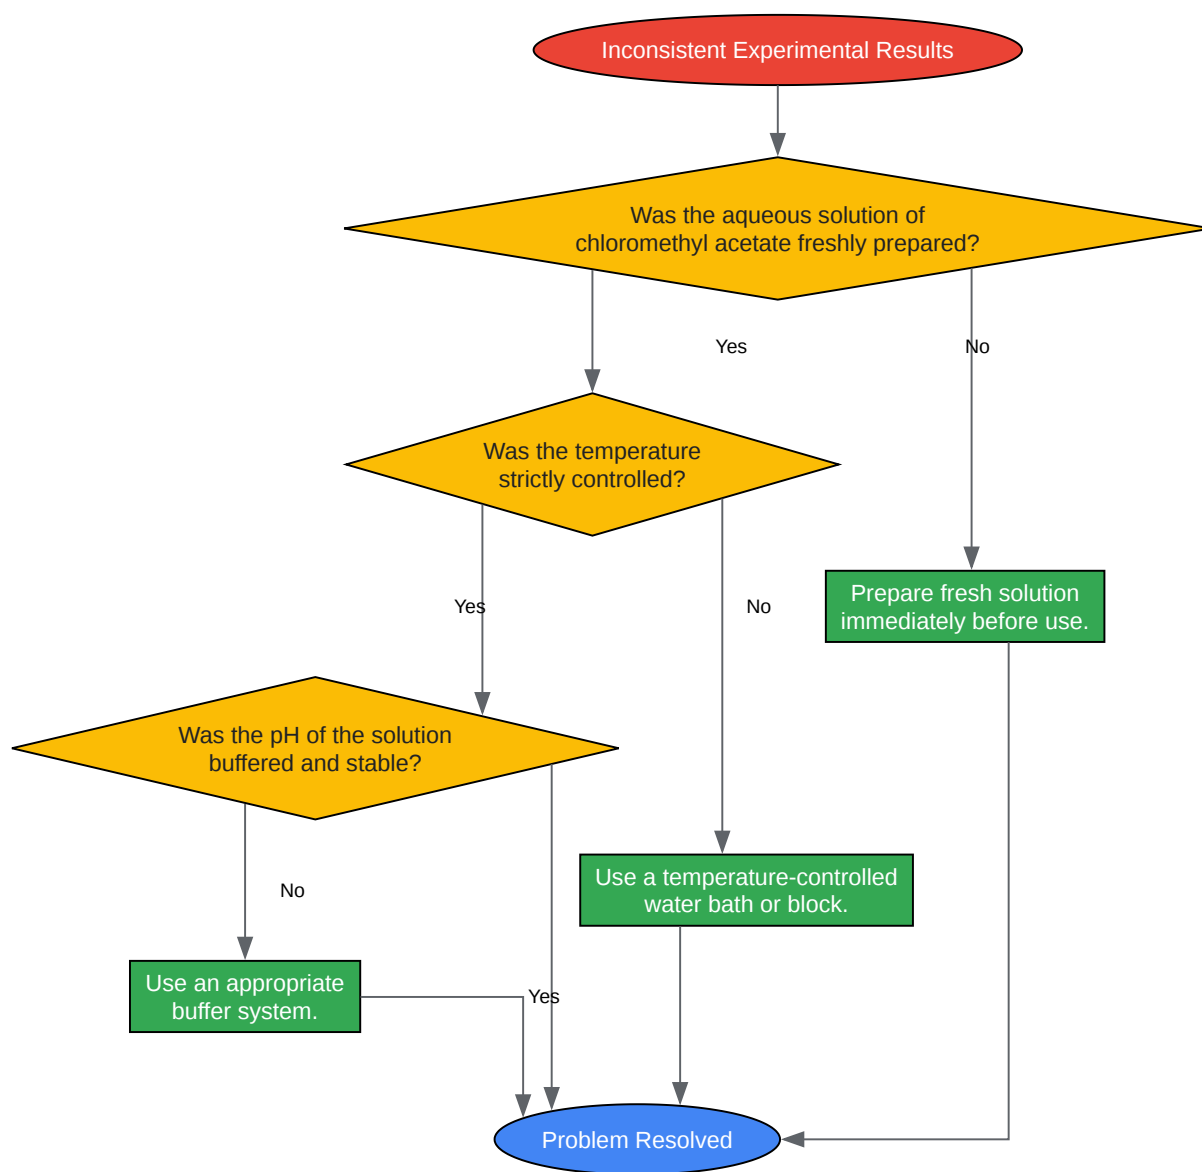 Inconsistent Experimental Results
Was the aqueous solution of
chloromethyl acetate freshly prepared?
Yes
No
Was the temperature
strictly controlled?
Yes
No
Prepare fresh solution
immediately before use.
Was the pH of the solution
buffered and stable?
No
Use a temperature-controlled
water bath or block.
Use an appropriate
buffer system.
Yes
Problem Resolved